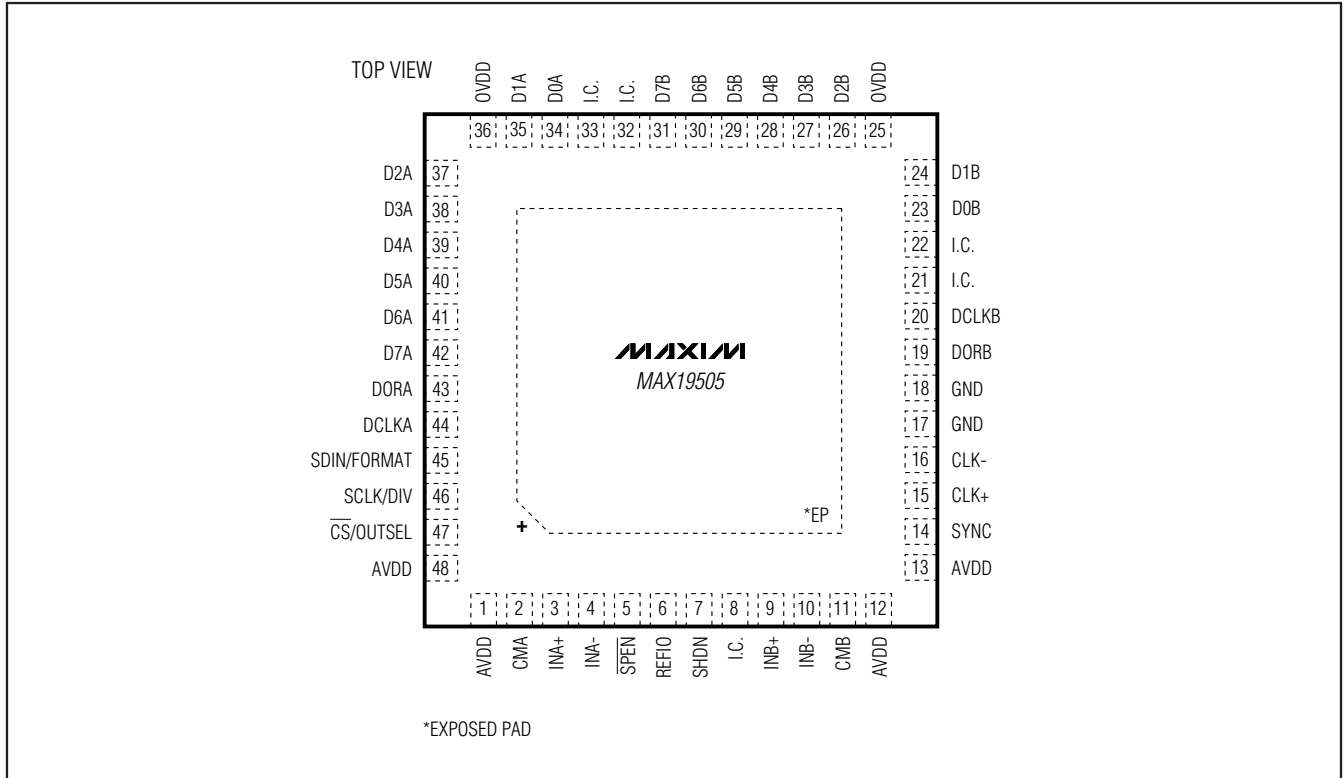 TOP VIEW
OVDD D1A D0A I.C. I.C. D7B D6B D5B D4B D3B D2B OVDD
36 35 34 33 32 31 30 29 28 27 26 25
D2A 37 24 D1B
D3A 38 23 D0B
D4A 39 22 I.C.
D5A 40 21 I.C.
D6A 41 20 DCLKB
D7A 42 19 DORB
MAXIM
MAX19505
DORA 43 18 GND
DCLKA 44 17 GND
SDIN/FORMAT 45 16 CLK-
SCLK/DIV 46 15 CLK+
*EP
+
CS/OUTSEL 47 14 SYNC
AVDD 48 13 AVDD
1 2 3 4 5 6 7 8 9 10 11 12
AVDD CMA INA+ INA- SPEN REFIO SHDN I.C. INB+ INB- CMB AVDD
*EXPOSED PAD